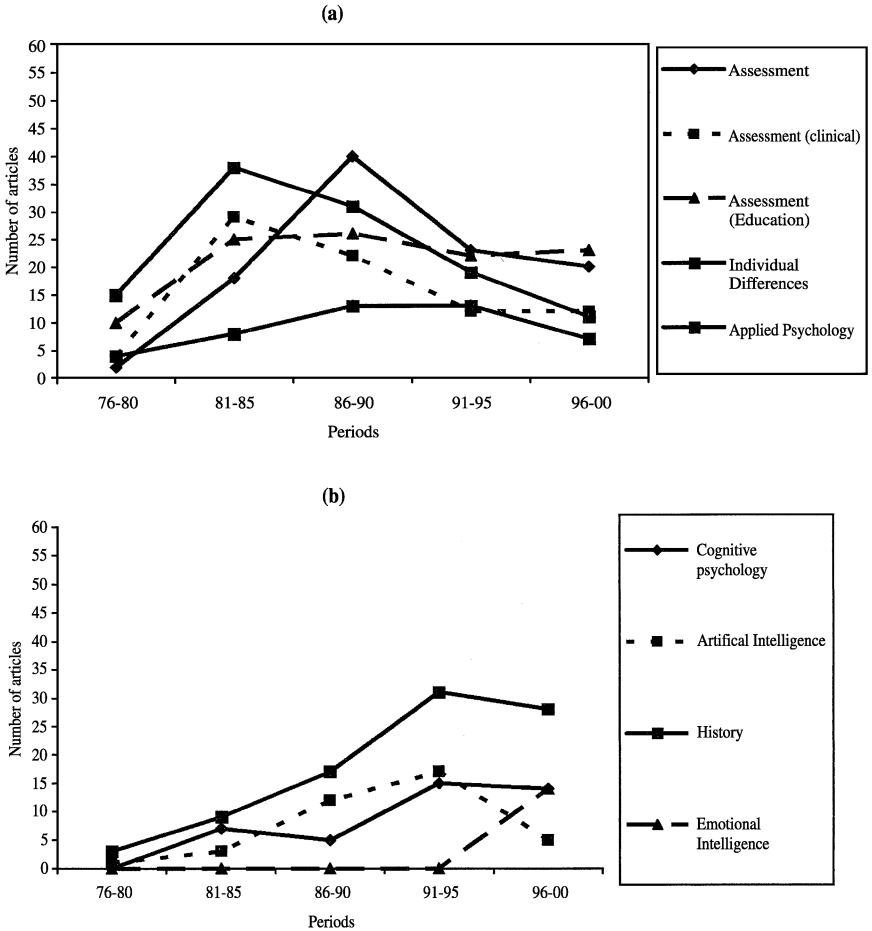 (a)
60
55
50
45
40
35
30
25
20
15
10
5
0
Number of articles
76-80 81-85 86-90 91-95 96-00
Periods
Assessment
Assessment (clinical)
Assessment
(Education)
Individual
Differences
Applied Psychology
(b)
60
55
50
45
40
35
30
25
20
15
10
5
0
Number of articles
76-80 81-85 86-90 91-95 96-00
Periods
Cognitive
psychology
Artifical Intelligence
History
Emotional
Intelligence